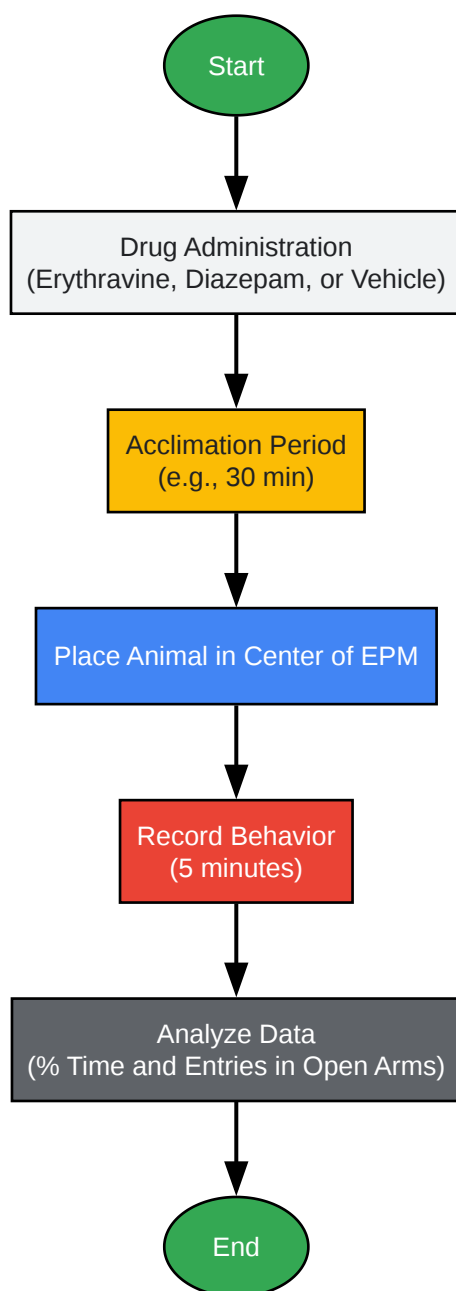 Start
Drug Administration
(Erythravine, Diazepam, or Vehicle)
Acclimation Period
(e.g., 30 min)
Place Animal in Center of EPM
Record Behavior
(5 minutes)
Analyze Data
(% Time and Entries in Open Arms)
End